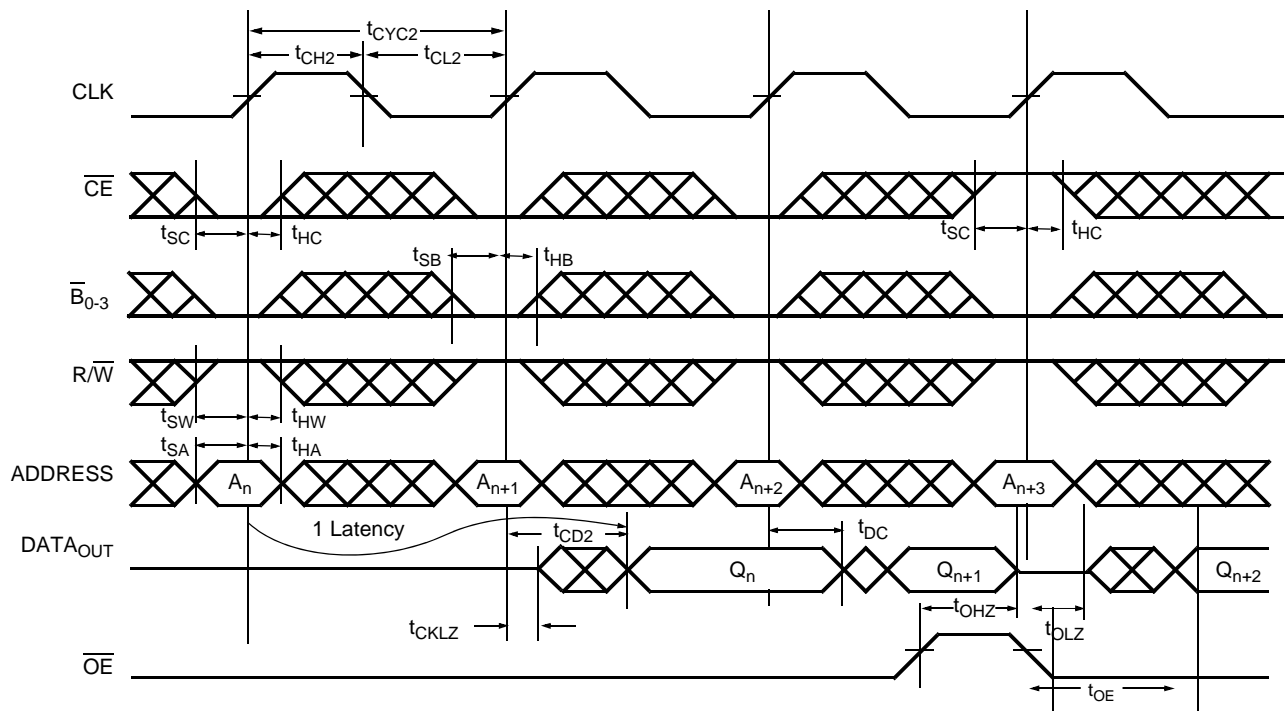 tCYC2
tCH2 tCL2
CLK
CE
tSC tHC tSC tHC
tSB tHB
B0-3
R/W
tSW tHW
tSA tHA
ADDRESS An An+1 An+2 An+3
1 Latency tCD2 tDC
DATAOUT Qn Qn+1 Qn+2
tOHZ
tCKLZ tOLZ
OE
tOE